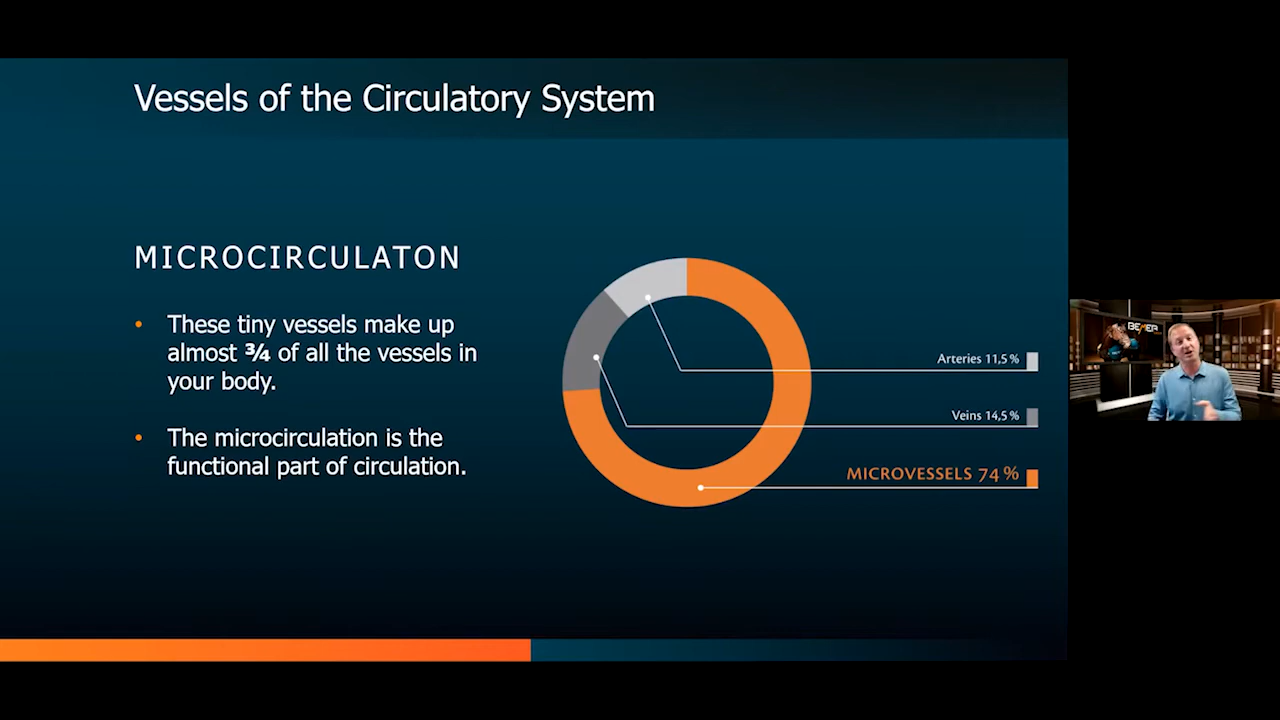 Vessels of the Circulatory System
MICROCIRCULATON
• These tiny vessels make up
almost ¾ of all the vessels in
your body.
• The microcirculation is the
functional part of circulation.
Arteries 11,5 %
Veins 14,5 %
MICROVESSELS 74 %
BEMER